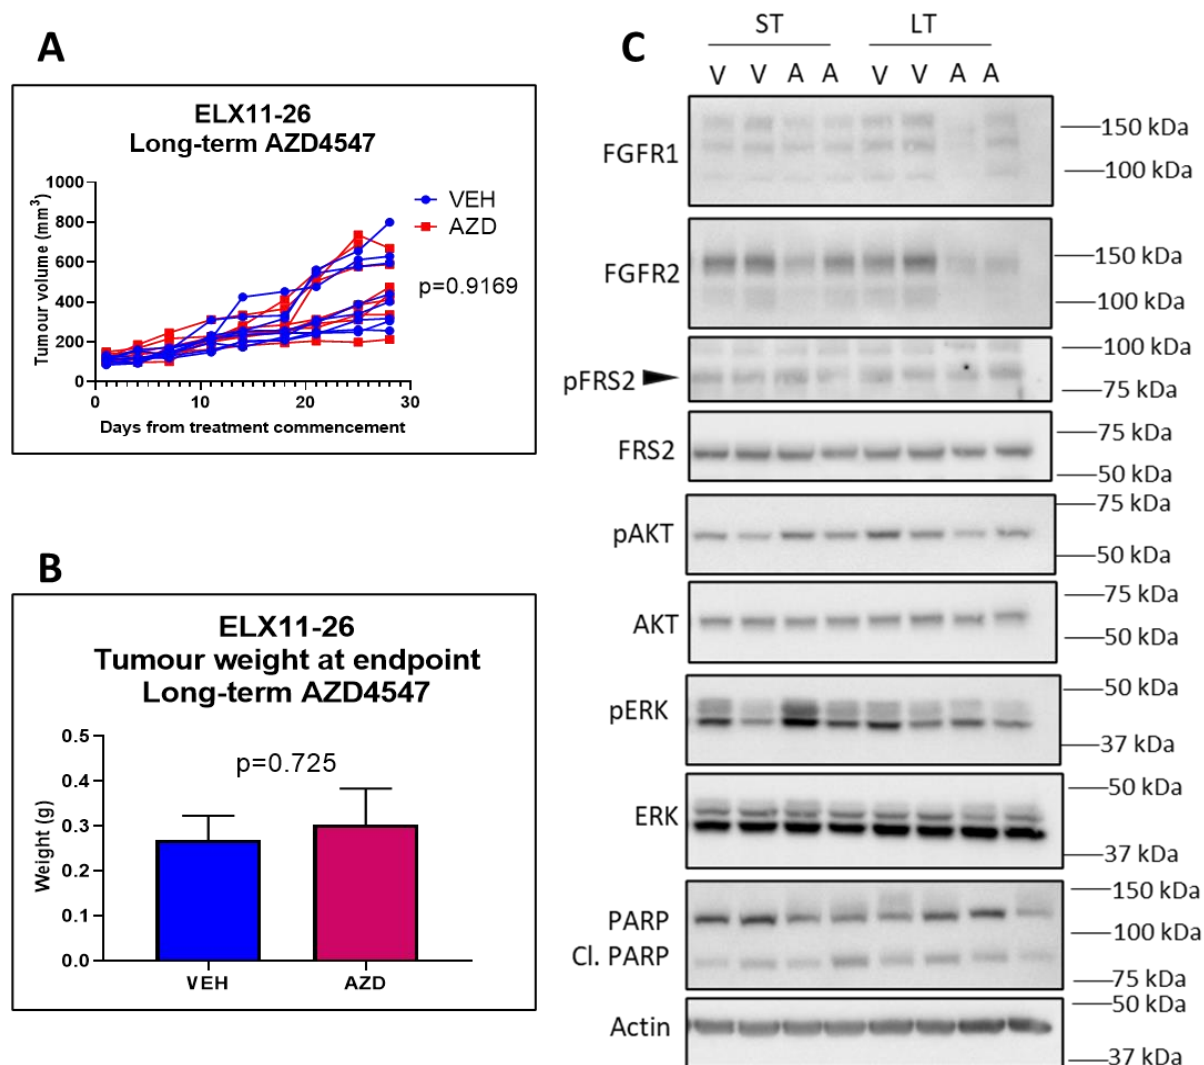 A
ELX11-26
Long-term AZD4547
Tumour volume (mm³)
1000
800
600
400
200
0
0 10 20 30
Days from treatment commencement
VEH
AZD
p=0.9169
B
ELX11-26
Tumour weight at endpoint
Long-term AZD4547
p=0.725
Weight (g)
0.5
0.4
0.3
0.2
0.1
0.0
VEH AZD
C
ST LT
V V A A V V A A
FGFR1
150 kDa
100 kDa
FGFR2
150 kDa
100 kDa
pFRS2
100 kDa
75 kDa
FRS2
75 kDa
50 kDa
pAKT
75 kDa
50 kDa
AKT
75 kDa
50 kDa
pERK
50 kDa
37 kDa
ERK
50 kDa
37 kDa
PARP
Cl. PARP
150 kDa
100 kDa
75 kDa
Actin
50 kDa
37 kDa